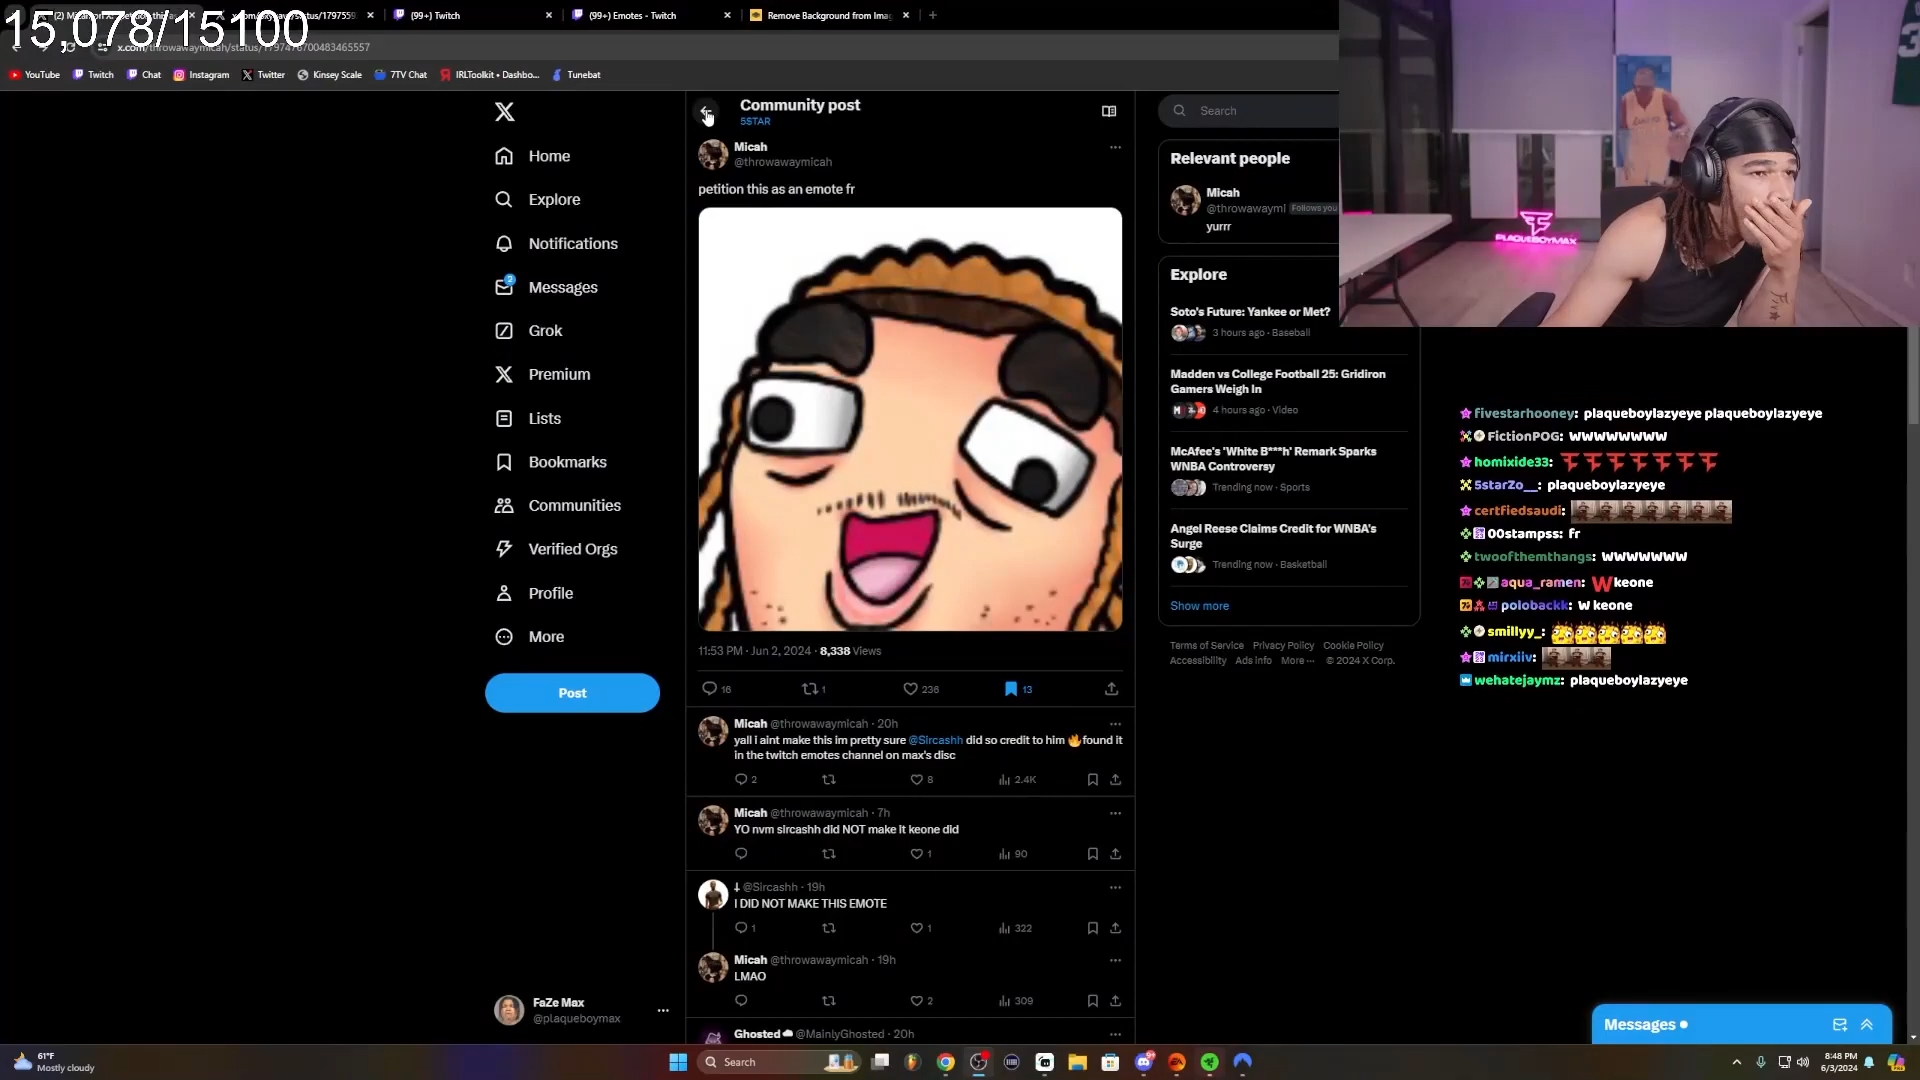 15,078/15100
(99+) Twitch
(99+) Emotes - Twitch
Remove Background from Ima
x.com/throwawaymicah/status/1797476700483465557
YouTube
Twitch
Chat
Instagram
Twitter
Kinsey Scale
7TV Chat
IRLToolkit • Dashbo...
Tunebat
Home
Explore
Notifications
2
Messages
Grok
Premium
Lists
Bookmarks
Communities
Verified Orgs
Profile
More
Post
FaZe Max
@plaqueboymax
Community post
5STAR
Micah
@throwawaymicah
petition this as an emote fr
11:53 PM · Jun 2, 2024 · 8,338 Views
16
1
236
13
Micah @throwawaymicah · 20h
yall i aint make this im pretty sure @Sircashh did so credit to him 🔥found it
in the twitch emotes channel on max's disc
2
8
2.4K
Micah @throwawaymicah · 7h
YO nvm sircashh did NOT make it keone did
1
90
@Sircashh · 19h
I DID NOT MAKE THIS EMOTE
1
1
322
Micah @throwawaymicah · 19h
LMAO
2
309
Ghosted @MainlyGhosted · 20h
Search
Relevant people
Micah
@throwawaymi Follows you
yurrr
Explore
Soto's Future: Yankee or Met?
3 hours ago · Baseball
Madden vs College Football 25: Gridiron
Gamers Weigh In
4 hours ago · Video
McAfee's 'White B***h' Remark Sparks
WNBA Controversy
Trending now · Sports
Angel Reese Claims Credit for WNBA's
Surge
Trending now · Basketball
Show more
Terms of Service Privacy Policy Cookie Policy
Accessibility Ads info More ··· © 2024 X Corp.
PLAQUEBOYMAX
fivestarhooney: plaqueboylazyeye plaqueboylazyeye
FictionPOG: WWWWWWWW
homixide33:
5starZo__: plaqueboylazyeye
certfiedsaudi:
00stampss: fr
twoofthemthangs: WWWWWWW
aqua_ramen: W keone
polobackk: W keone
smillyy_:
mirxiiv:
wehatejaymz: plaqueboylazyeye
Messages
61°F
Mostly cloudy
Search
8:48 PM
6/3/2024